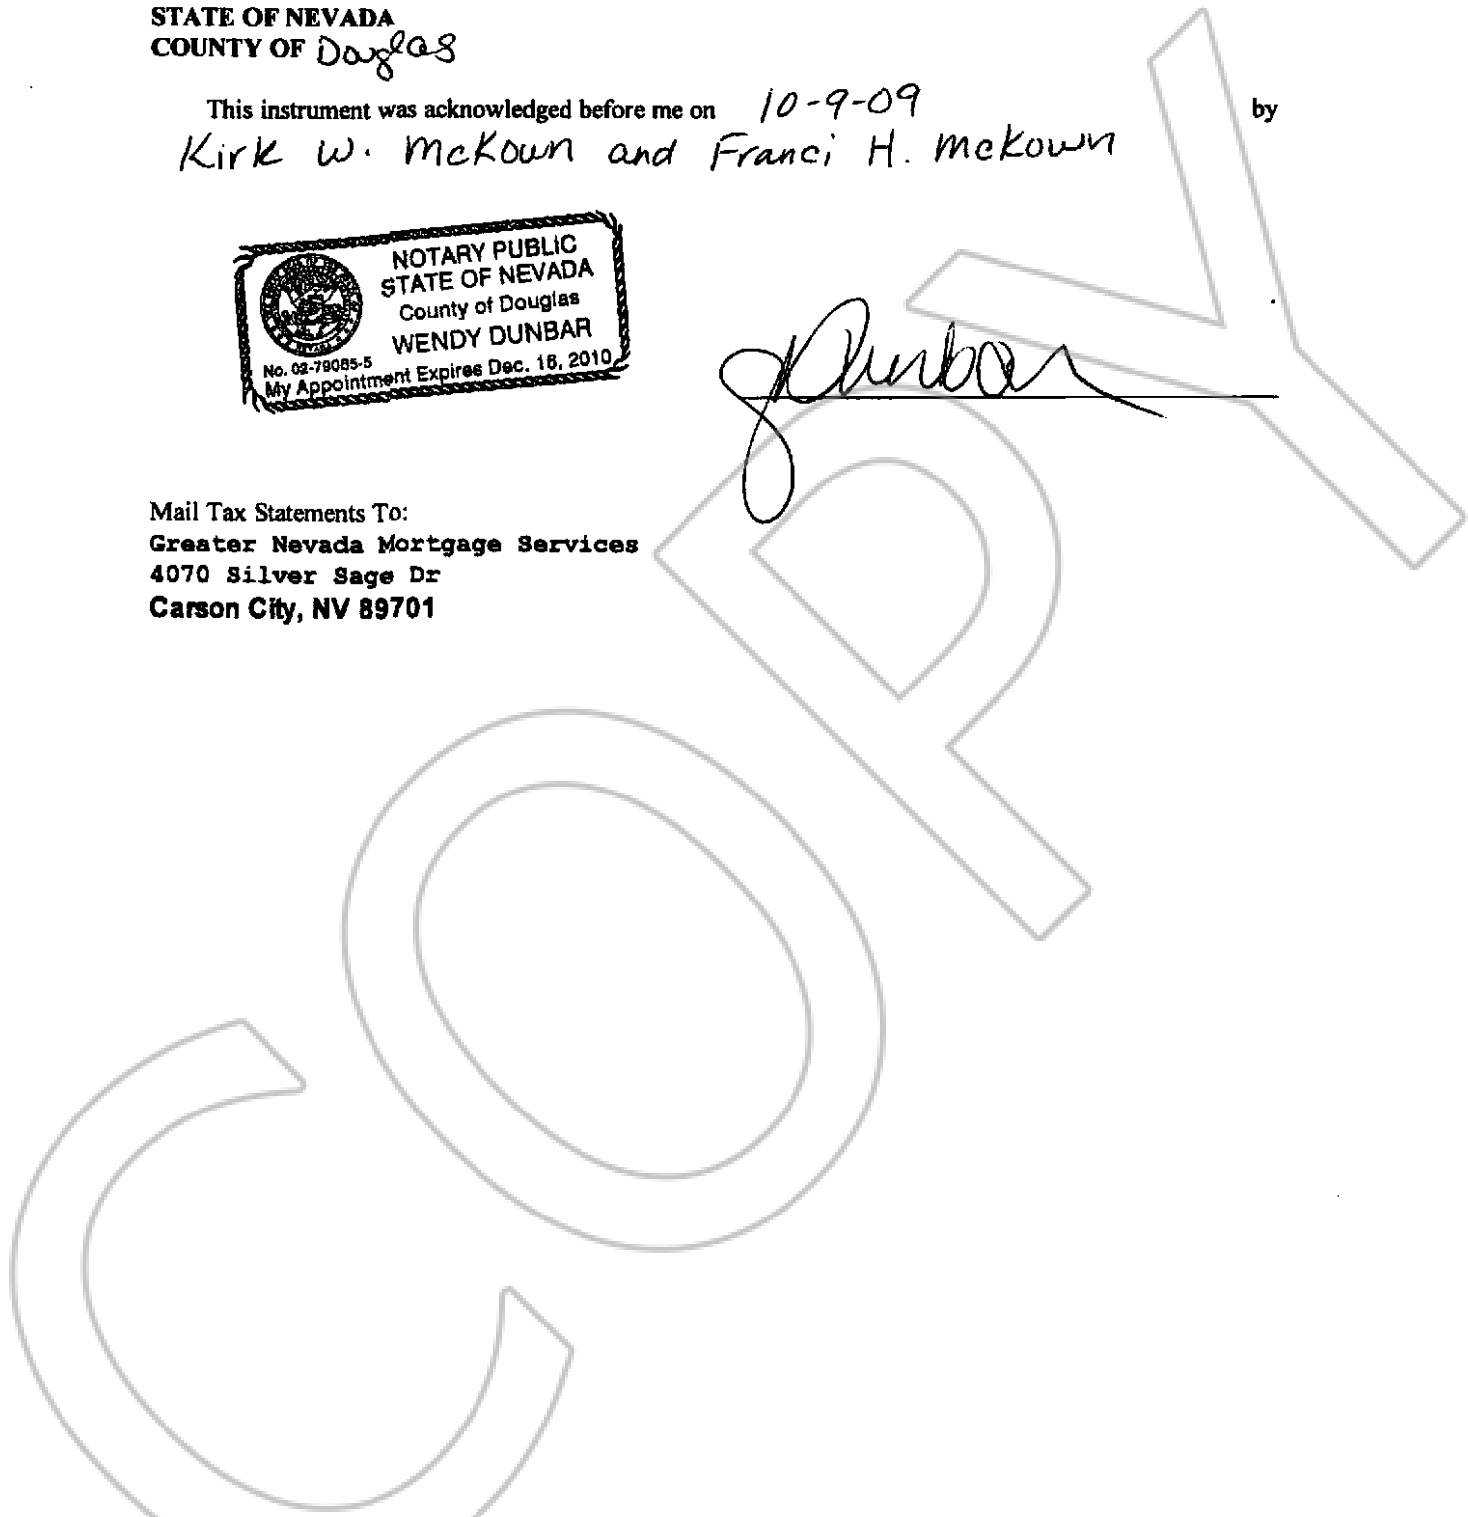 STATE OF NEVADA
COUNTY OF Douglas
This instrument was acknowledged before me on 10-9-09 by
Kirk W. McKown and Franci H. McKown
NOTARY PUBLIC
STATE OF NEVADA
County of Douglas
WENDY DUNBAR
No. 02-79085-5
My Appointment Expires Dec. 16, 2010
Dunbar
Mail Tax Statements To:
Greater Nevada Mortgage Services
4070 Silver Sage Dr
Carson City, NV 89701
COPY